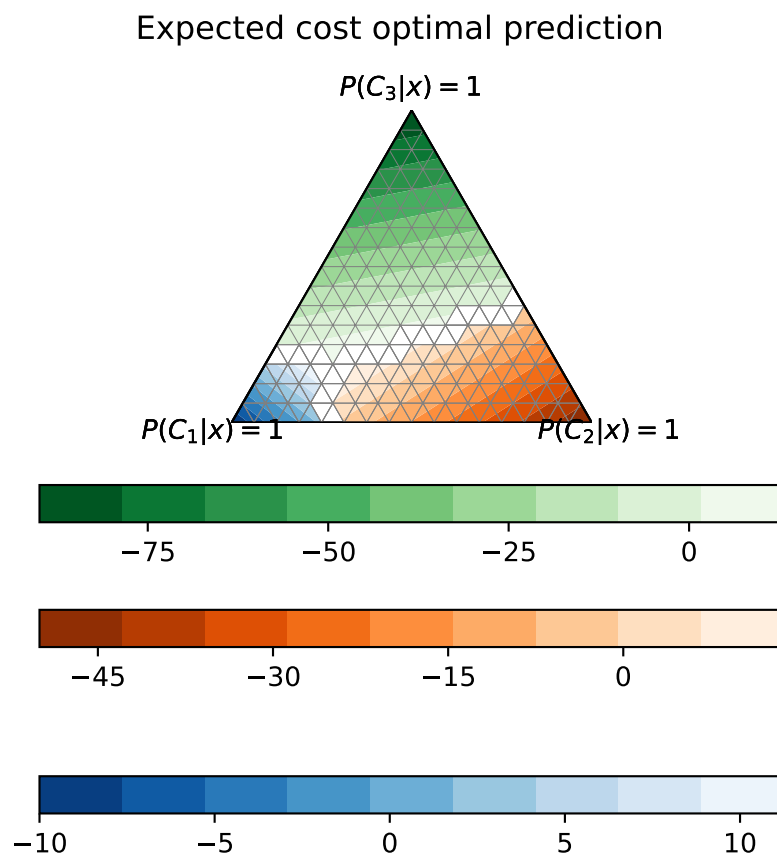 Expected cost optimal prediction
P(C₃|x) = 1
P(C₁|x) = 1 P(C₂|x) = 1
−75 −50 −25 0
−45 −30 −15 0
−10 −5 0 5 10